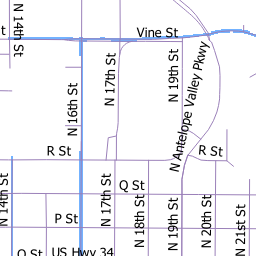 St
Vine St
N 14th St
N 16th St
N 17th St
N 19th St
N Antelope Valley Pkwy
R St
R St
Q St
N 14th
N 17th St
N 18th St
N 19th St
N 20th St
N 21st St
P St
O St
US Hwy 34